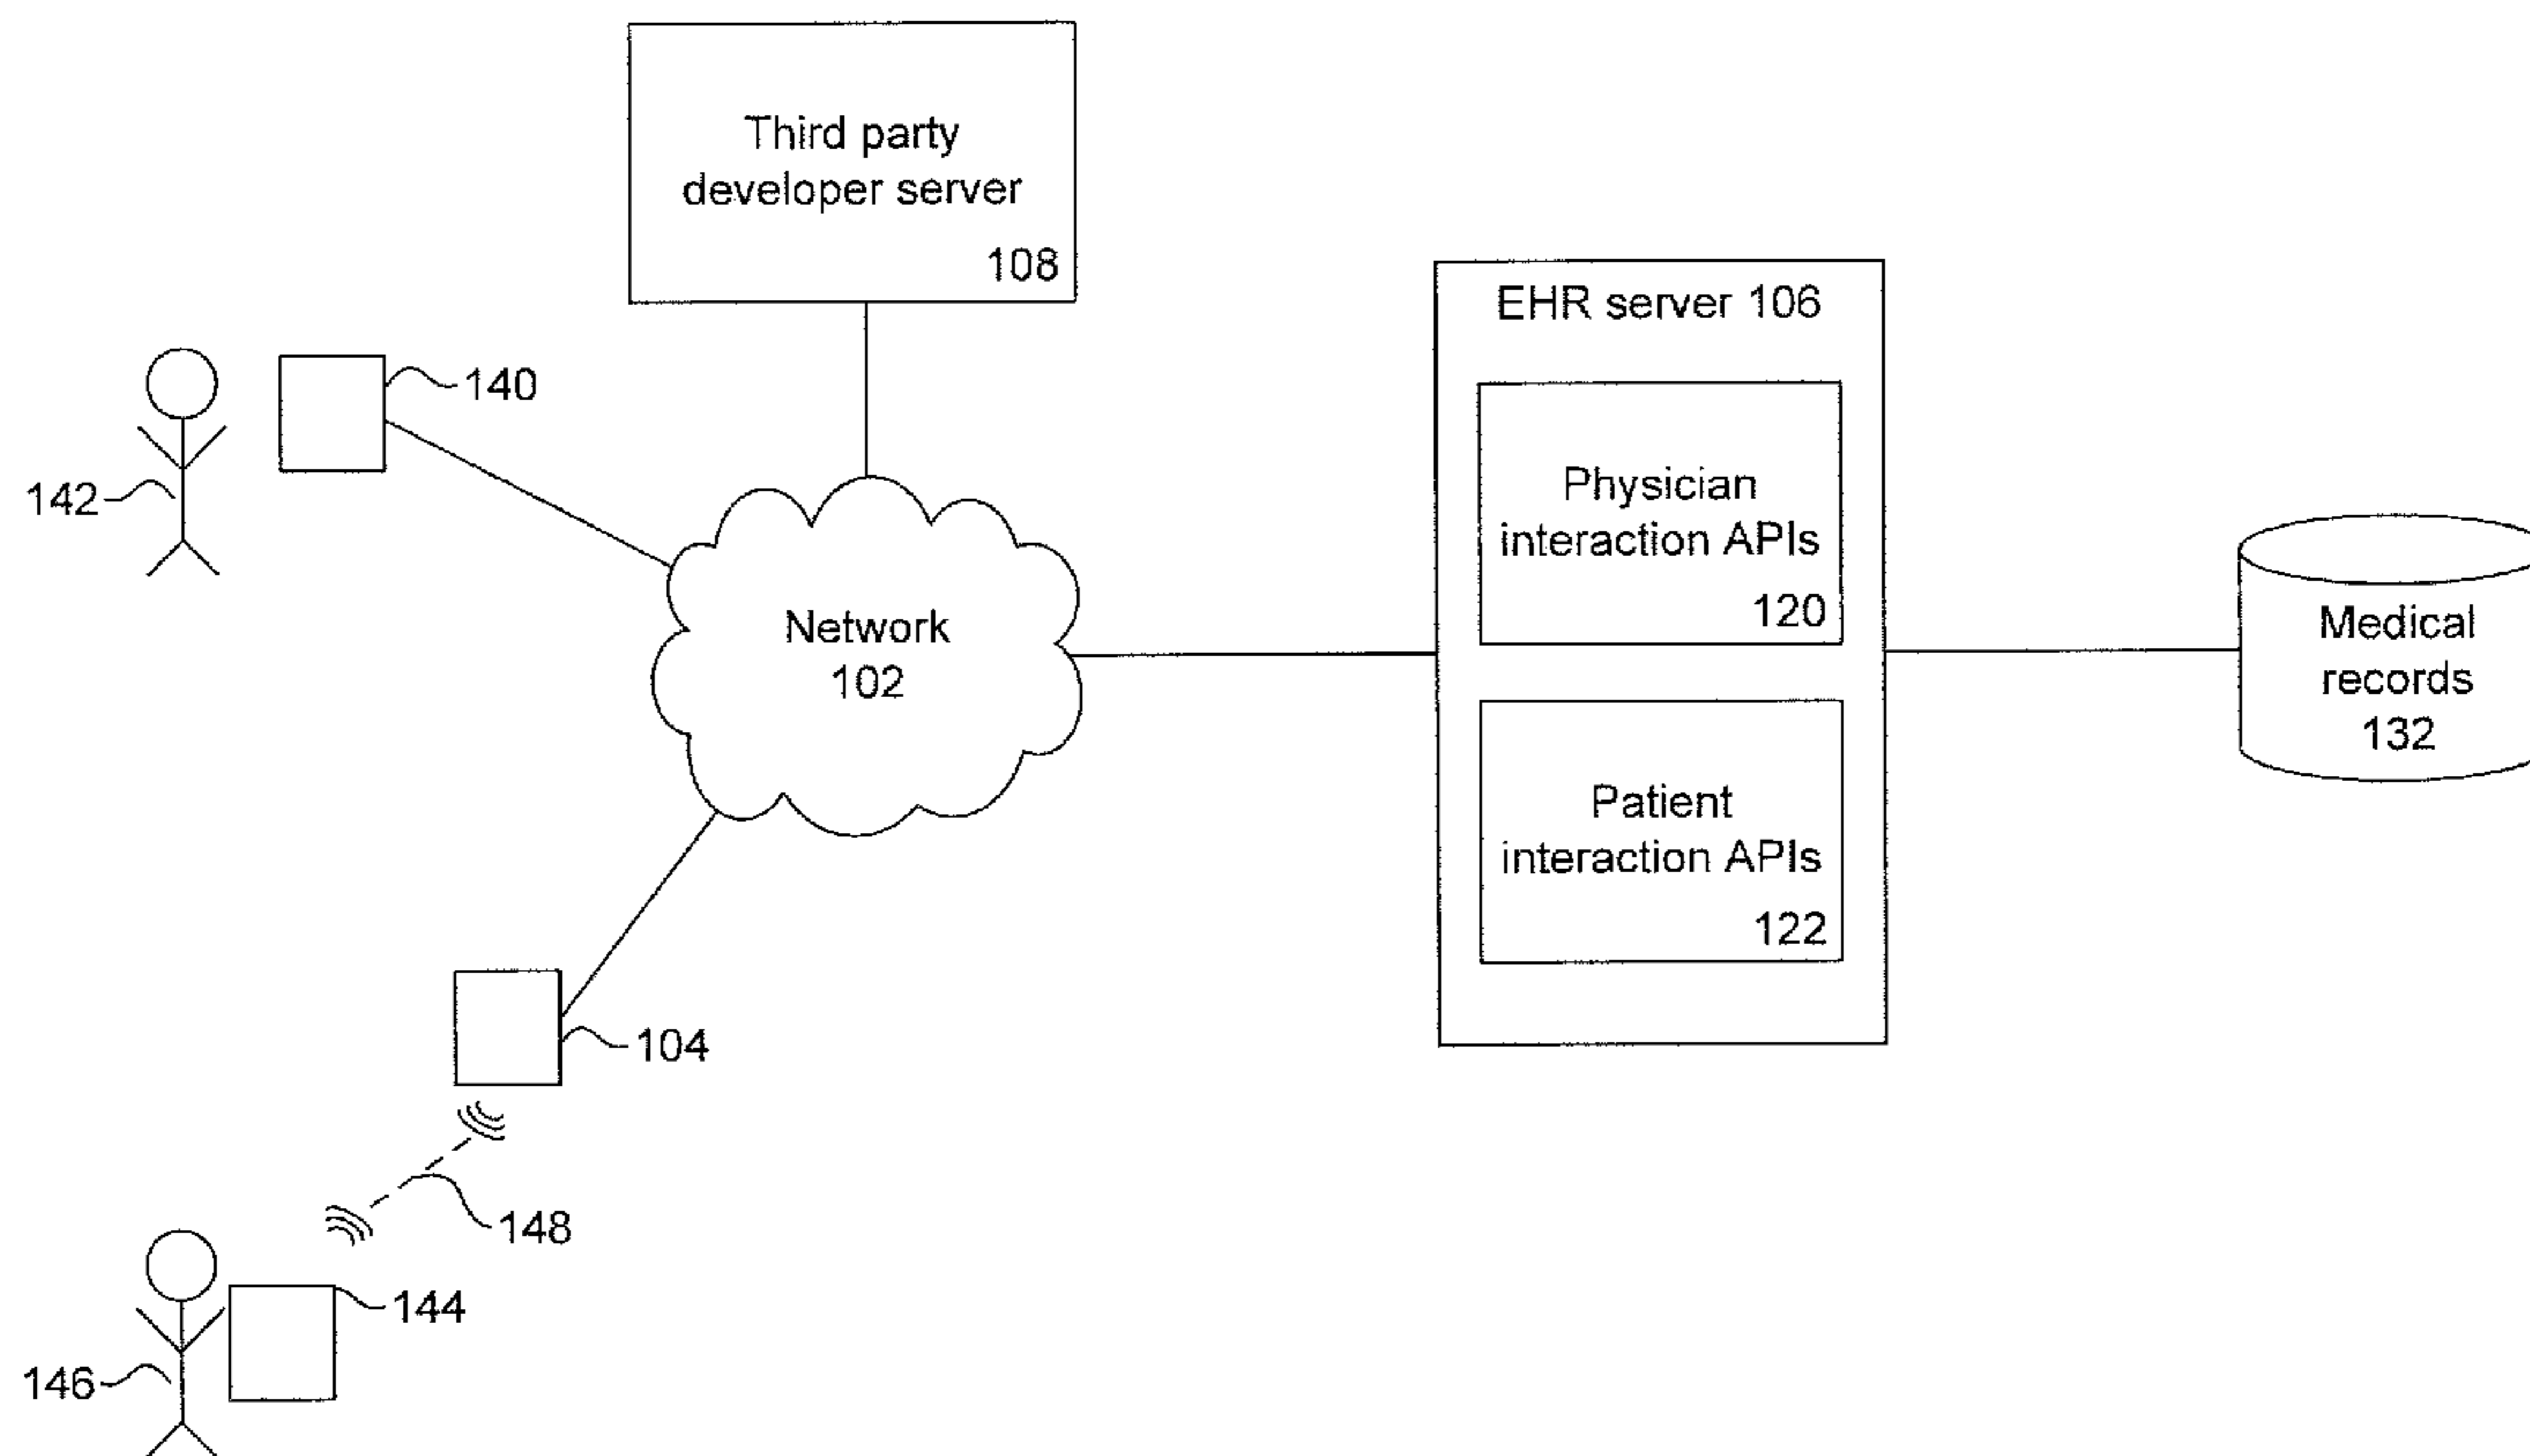 Third party
developer server
108
EHR server 106
140
Physician
interaction APIs
120
142
Network
102
Medical
records
132
Patient
interaction APIs
122
104
148
144
146